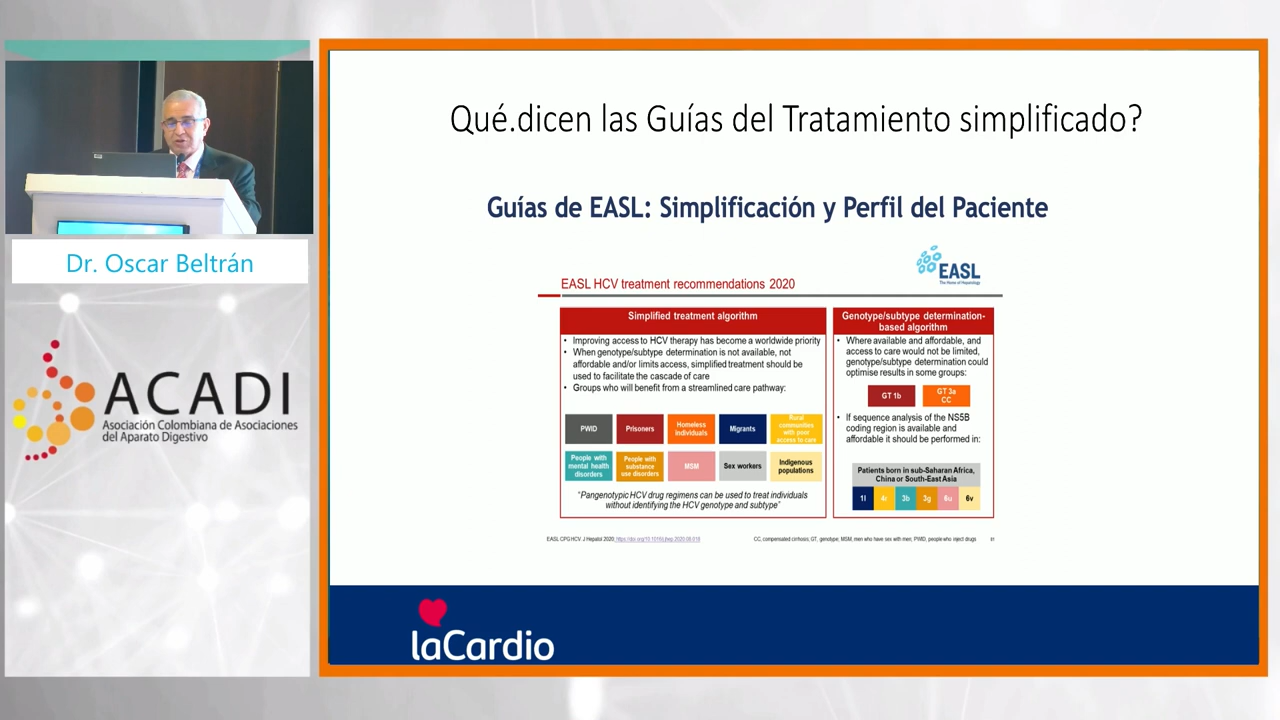 Dr. Oscar Beltrán
ACADI
Asociación Colombiana de Asociaciones
del Aparato Digestivo
Qué.dicen las Guías del Tratamiento simplificado?
Guías de EASL: Simplificación y Perfil del Paciente
EASL
The Home of Hepatology
EASL HCV treatment recommendations 2020
Simplified treatment algorithm
• Improving access to HCV therapy has become a worldwide priority
• When genotype/subtype determination is not available, not
affordable and/or limits access, simplified treatment should be
used to facilitate the cascade of care
• Groups who will benefit from a streamlined care pathway:
PWID
Prisoners
Homeless
individuals
Migrants
Rural
communities
with poor
access to care
People with
mental health
disorders
People with
substance
use disorders
MSM
Sex workers
Indigenous
populations
"Pangenotypic HCV drug regimens can be used to treat individuals
without identifying the HCV genotype and subtype"
Genotype/subtype determination-
based algorithm
• Where available and affordable, and
access to care would not be limited,
genotype/subtype determination could
optimise results in some groups:
GT 1b
GT 3a
CC
• If sequence analysis of the NS5B
coding region is available and
affordable it should be performed in:
Patients born in sub-Saharan Africa,
China or South-East Asia
1l
4r
3b
3g
6u
6v
EASL CPG HCV. J Hepatol 2020;
CC, compensated cirrhosis; GT, genotype; MSM, men who have sex with men; PWID, people who inject drugs
laCardio